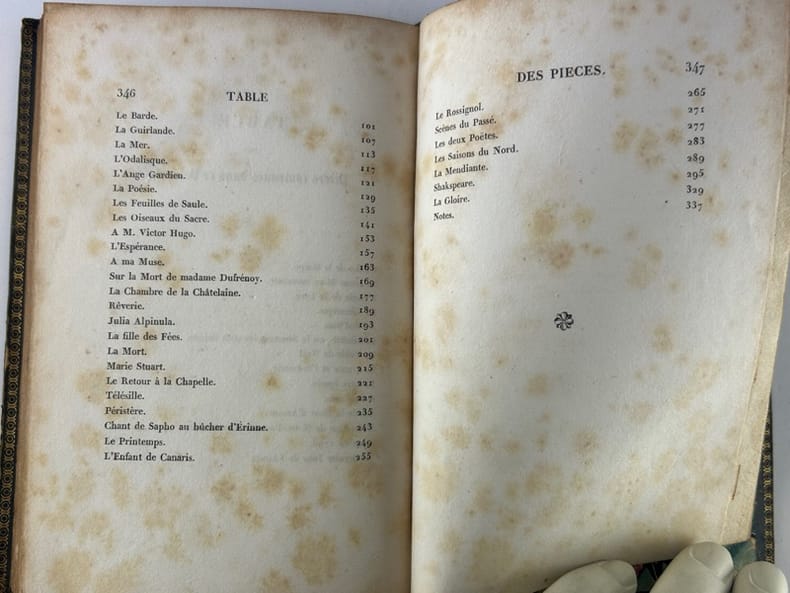 346 TABLE
Le Barde. 101
La Guirlande. 107
La Mer. 113
L'Odalisque. 117
L'Ange Gardien. 121
La Poésie. 129
Les Feuilles de Saule. 135
Les Oiseaux du Sacre. 141
A M. Victor Hugo. 153
L'Espérance. 157
A ma Muse. 163
Sur la Mort de madame Dufrénoy. 169
La Chambre de la Châtelaine. 177
Rêverie. 189
Julia Alpinula. 193
La fille des Fées. 201
La Mort. 209
Marie Stuart. 215
Le Retour à la Chapelle. 221
Télésille. 227
Péristère. 235
Chant de Sapho au bûcher d'Érinne. 243
Le Printemps. 249
L'Enfant de Canaris. 255
DES PIECES. 347
Le Rossignol. 265
Scènes du Passé. 271
Les deux Poëtes. 277
Les Saisons du Nord. 283
La Mendiante. 289
Shakspeare. 295
La Gloire. 329
Notes. 337